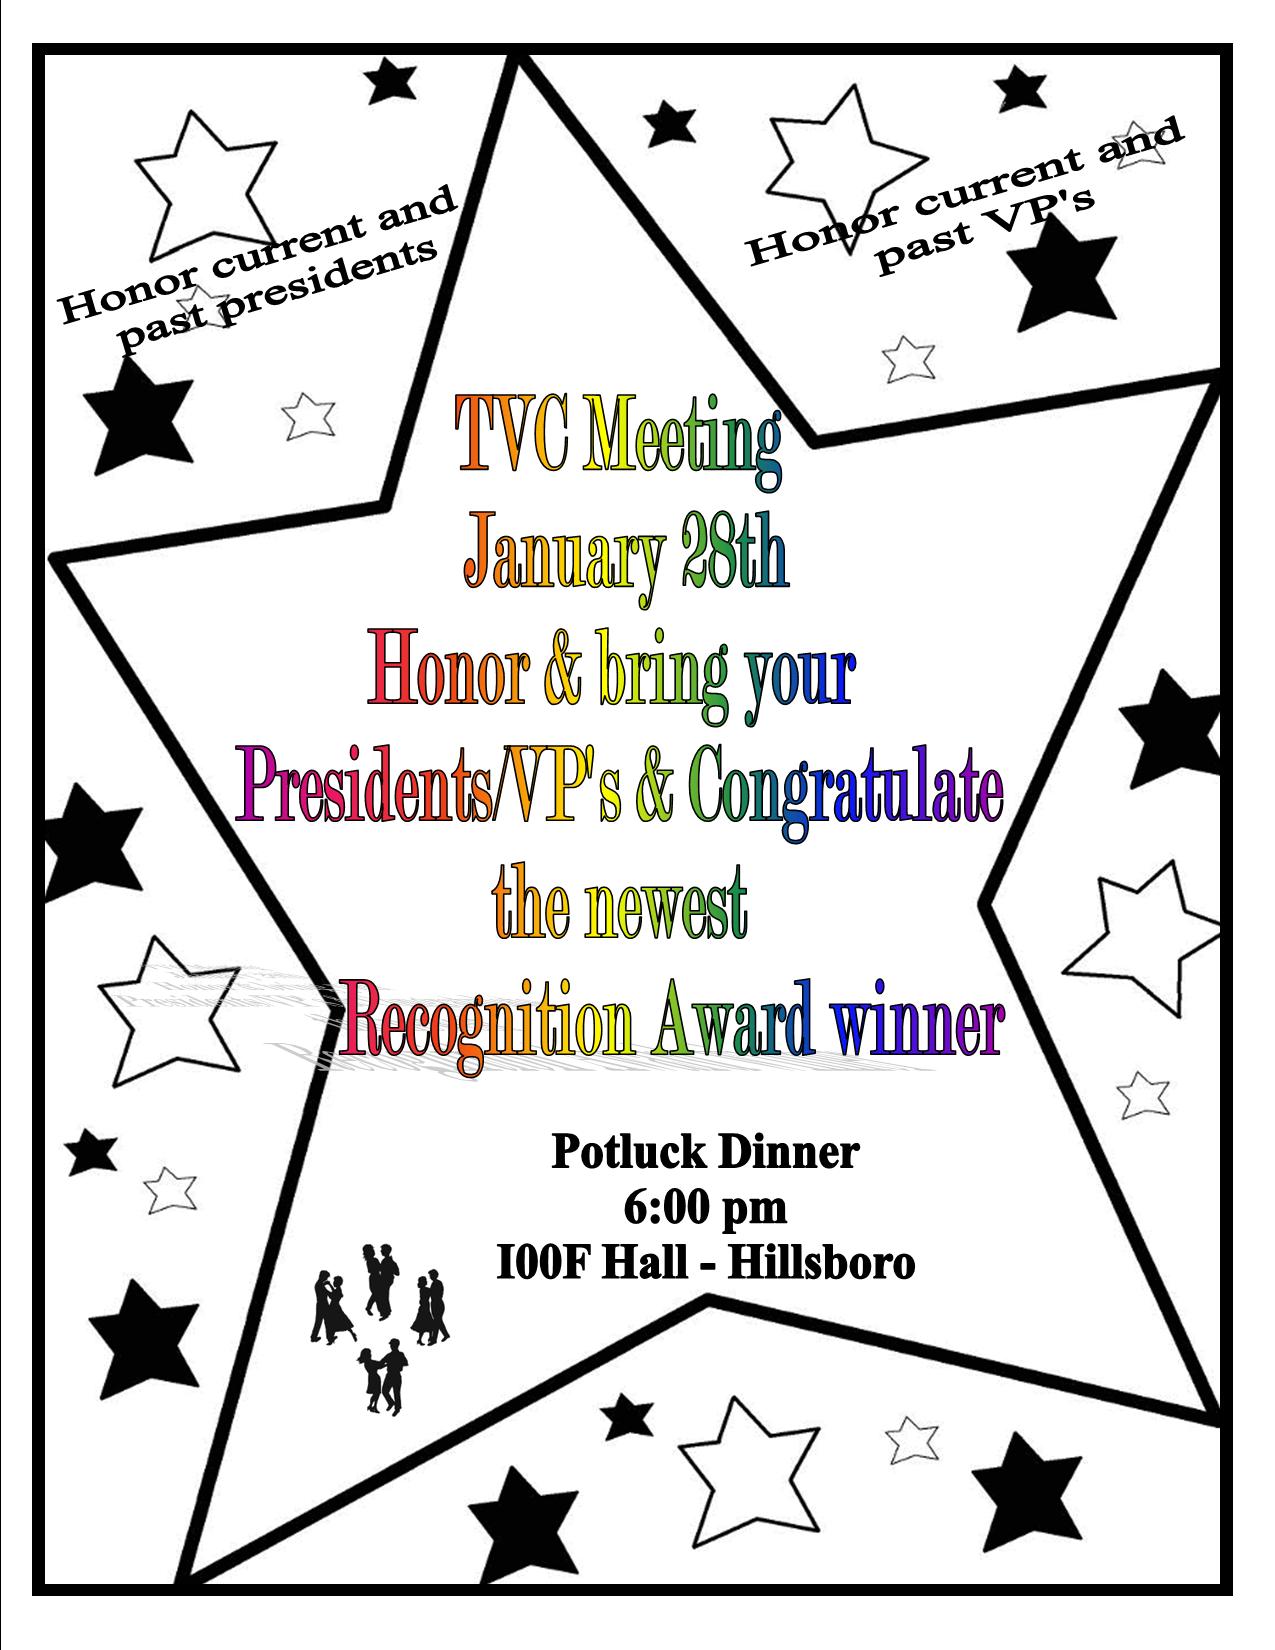 Honor current and
past presidents
Honor current and
past VP's
TVC Meeting
January 28th
Honor & bring your
Presidents/VP's & Congratulate
the newest
Recognition Award winner
Potluck Dinner
6:00 pm
I00F Hall - Hillsboro